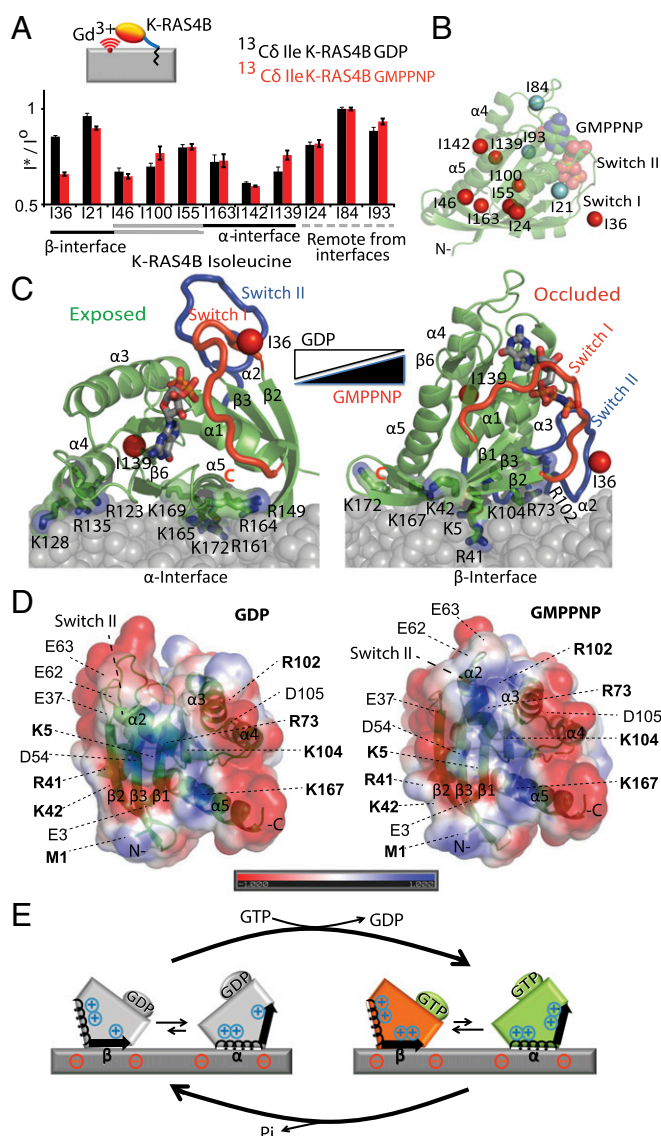 A
Gd3+
K-RAS4B
13Cδ Ile K-RAS4B GDP
13Cδ Ile K-RAS4B GMPPNP
I* / I°
1
0.5
I36 I21 I46 I100 I55 I163 I142 I139 I24 I84 I93
β-interface
α-interface
Remote from interfaces
K-RAS4B Isoleucine
B
I84
α4
GMPPNP
I142
I139
I93
Switch II
α5
I100
I55
I46
I21
Switch I
I163
I24
I36
N-
C
Exposed
Switch II
Switch I
I36
α3
α2
β3
β2
α1
α4
I139
β6
α5
C
R123
K169
R149
R135
K165
R164
K128
K172
R161
α-Interface
GDP
GMPPNP
Occluded
α4
β6
Switch I
I139
Switch II
α1
α3
α5
β1
β3
I36
C
β2
α2
K172
K42
K104
R73
R102
K167
K5
R41
β-Interface
D
GDP
Switch II
E63
E62
R102
α3
D105
E37
α2
R73
α4
K5
D54
K104
R41
K167
K42
β2 β3 β1
α5
E3
-C
M1
N-
GMPPNP
E63
E62
R102
Switch II
α2
α3
E37
D105
R73
α4
D54
K104
K5
R41
K167
K42
β2 β3 β1
α5
E3
-C
M1
N-
-1.000
1.000
E
GTP
GDP
GDP
GDP
GTP
GTP
+ + +
+ + +
+ + +
+ + +
β
α
β
α
− − − −
− − − −
Pi